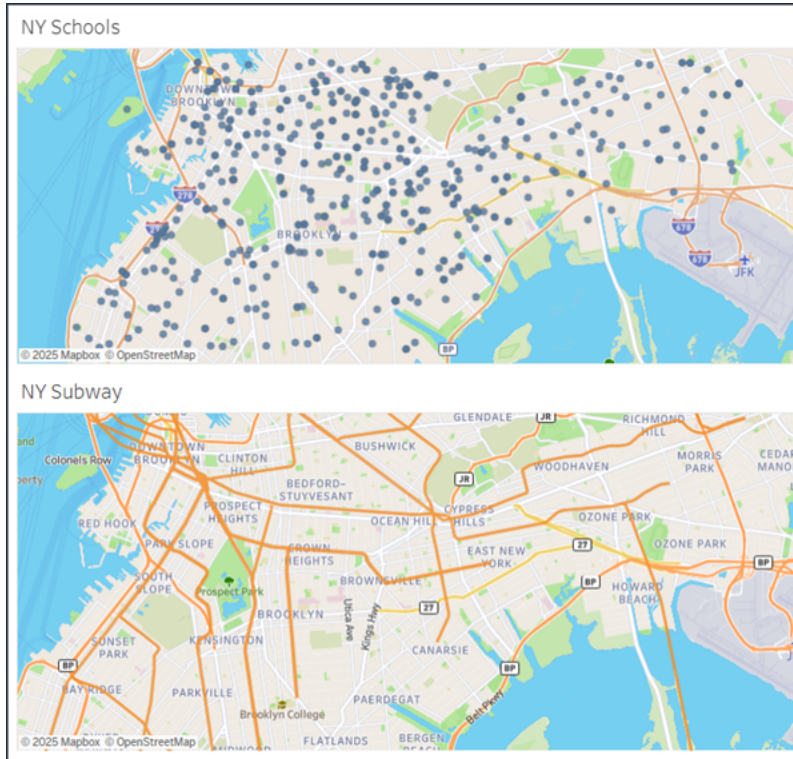 NY Schools
DOWNTOWN
BROOKLYN
278
BROOKLYN
678
678
JFK
BP
© 2025 Mapbox © OpenStreetMap
NY Subway
GLENDALE
JR
RICHMOND
HILL
Colonels Row
DOWNTOWN
BROOKLYN
CLINTON
HILL
BUSHWICK
MORRIS
PARK
WOODHAVEN
JR
BEDFORD-
STUYVESANT
PROSPECT
HEIGHTS
CYPRESS
HILLS
OCEAN HILL
RED HOOK
OZONE PARK
PARK SLOPE
CROWN
HEIGHTS
EAST NEW
YORK
27
OZONE PARK
BP
SOUTH
SLOPE
Prospect Park
BROWNSVILLE
BP
HOWARD
BEACH
BROOKLYN
Utica Ave
Kings Hwy
27
SUNSET
PARK
KENSINGTON
CANARSIE
BP
BP
BAY RIDGE
PARKVILLE
PAERDEGAT
Belt Pkwy
Brooklyn College
FLATLANDS
BERGEN
© 2025 Mapbox © OpenStreetMap